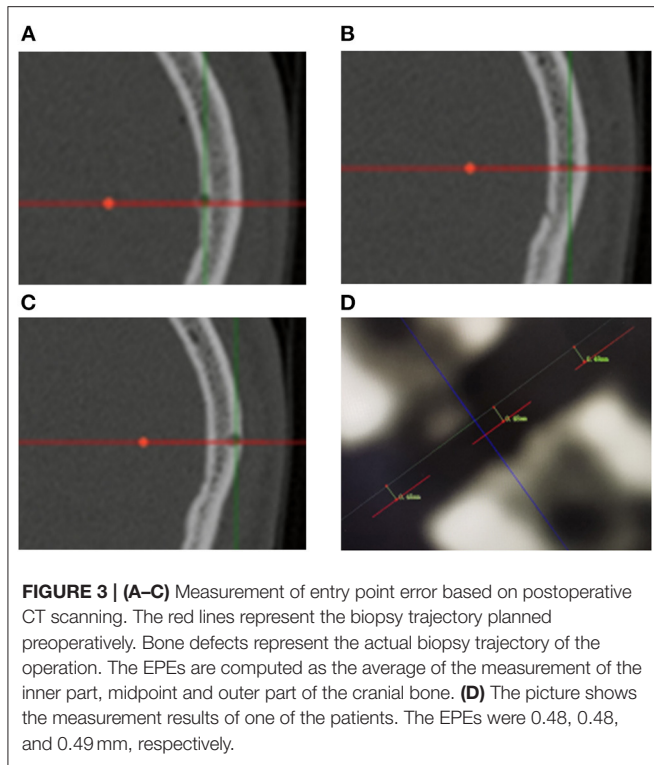 A
B
C
D
FIGURE 3 | (A–C) Measurement of entry point error based on postoperative
CT scanning. The red lines represent the biopsy trajectory planned
preoperatively. Bone defects represent the actual biopsy trajectory of the
operation. The EPEs are computed as the average of the measurement of the
inner part, midpoint and outer part of the cranial bone. (D) The picture shows
the measurement results of one of the patients. The EPEs were 0.48, 0.48,
and 0.49 mm, respectively.